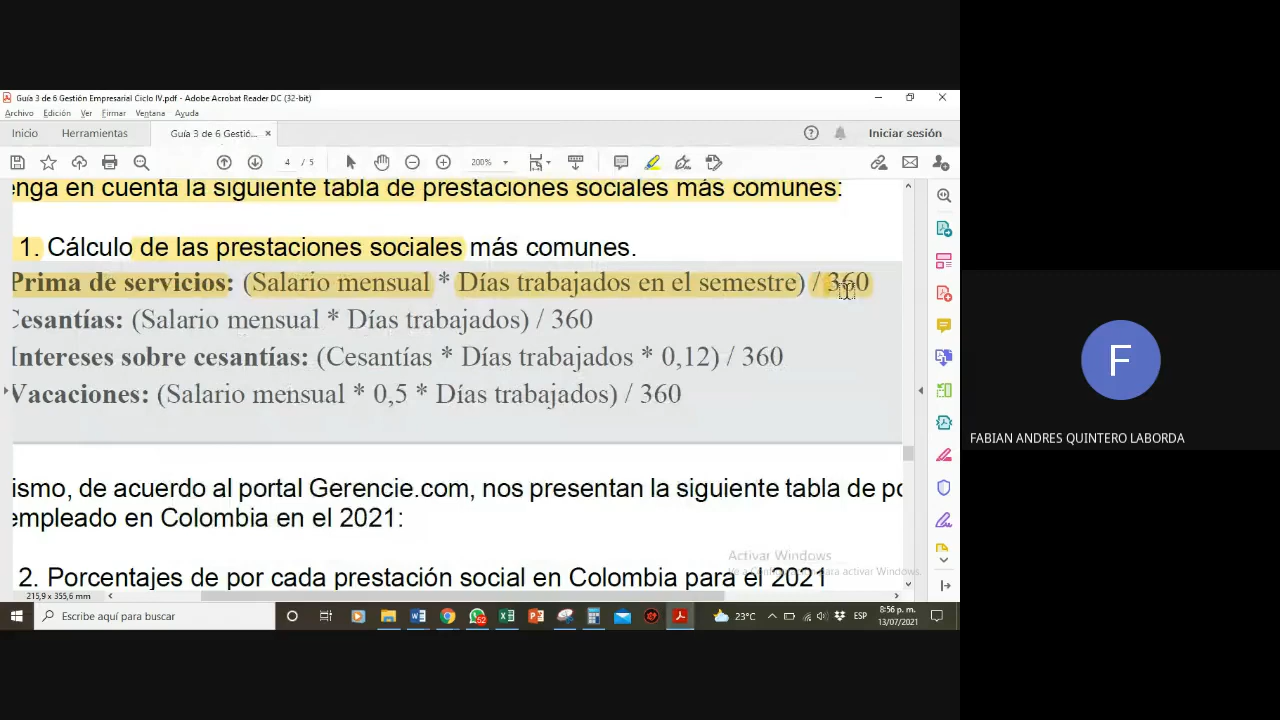 Guía 3 de 6 Gestión Empresarial Ciclo IV.pdf - Adobe Acrobat Reader DC (32-bit)
Archivo Edición Ver Firmar Ventana Ayuda
Inicio Herramientas Guía 3 de 6 Gestió... × Iniciar sesión
4 / 5 200%
enga en cuenta la siguiente tabla de prestaciones sociales más comunes:
1. Cálculo de las prestaciones sociales más comunes.
Prima de servicios: (Salario mensual * Días trabajados en el semestre) / 360
Cesantías: (Salario mensual * Días trabajados) / 360
Intereses sobre cesantías: (Cesantías * Días trabajados * 0,12) / 360
Vacaciones: (Salario mensual * 0,5 * Días trabajados) / 360
ismo, de acuerdo al portal Gerencie.com, nos presentan la siguiente tabla de po
empleado en Colombia en el 2021:
Activar Windows
Ve a para activar Windows.
2. Porcentajes de por cada prestación social en Colombia para el 2021
215,9 x 355,6 mm
Escribe aquí para buscar 52 23°C ESP 8:56 p. m.
13/07/2021
F
FABIAN ANDRES QUINTERO LABORDA